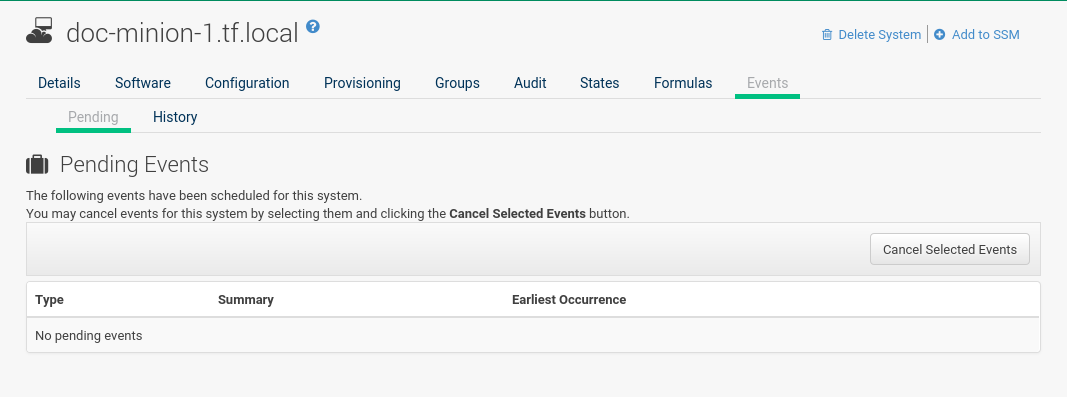 doc-minion-1.tf.local ?
Delete System | Add to SSM
Details Software Configuration Provisioning Groups Audit States Formulas Events
Pending History
Pending Events
The following events have been scheduled for this system.
You may cancel events for this system by selecting them and clicking the Cancel Selected Events button.
Cancel Selected Events
Type Summary Earliest Occurrence
No pending events